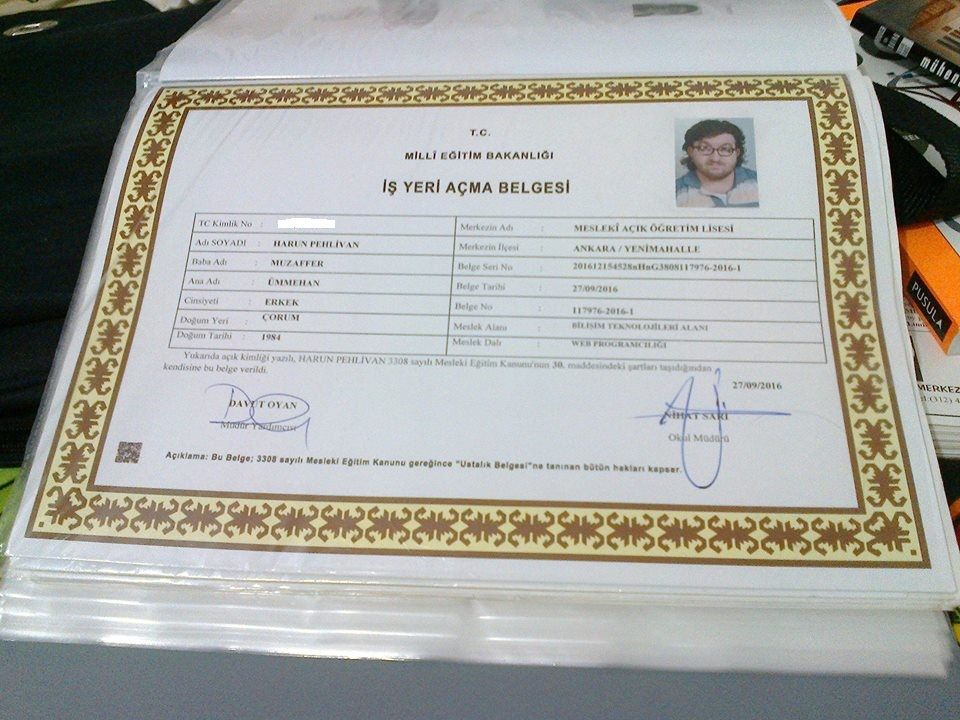 mühen
T.C.
MİLLÎ EĞİTİM BAKANLIĞI
İŞ YERİ AÇMA BELGESİ
TC Kimlik No :
Adı SOYADI : HARUN PEHLİVAN
Baba Adı : MUZAFFER
Ana Adı : ÜMMEHAN
Cinsiyeti : ERKEK
Doğum Yeri : ÇORUM
Doğum Tarihi : 1984
Merkezin Adı : MESLEKİ AÇIK ÖĞRETİM LİSESİ
Merkezin İlçesi : ANKARA / YENİMAHALLE
Belge Seri No : 201612154528nHnG3808117976-2016-1
Belge Tarihi : 27/09/2016
Belge No : 117976-2016-1
Meslek Alanı : BİLİŞİM TEKNOLOJİLERİ ALANI
Meslek Dalı : WEB PROGRAMCILIĞI
Yukarıda açık kimliği yazılı, HARUN PEHLİVAN 3308 sayılı Mesleki Eğitim Kanunu'nun 30. maddesindeki şartları taşıdığından
kendisine bu belge verildi.
27/09/2016
DAVUT OYAN
Müdür Yardımcısı
NİHAT SARI
Okul Müdürü
Açıklama: Bu Belge; 3308 sayılı Mesleki Eğitim Kanunu gereğince "Ustalık Belgesi"ne tanınan bütün hakları kapsar.
PUSULA
MERKEZ
el:(312) 4